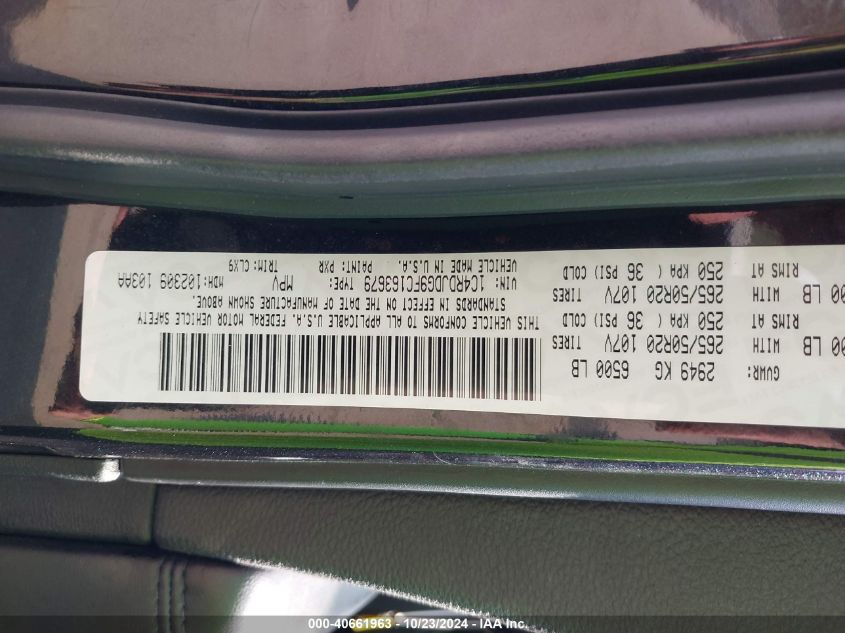 GVWR: 2949 KG 6500 LB
00 LB WITH 265/50R20 107V TIRES
RIMS AT 250 KPA ( 36 PSI) COLD
00 LB WITH 265/50R20 107V TIRES
RIMS AT 250 KPA ( 36 PSI) COLD
THIS VEHICLE CONFORMS TO ALL APPLICABLE U.S.A. FEDERAL MOTOR VEHICLE SAFETY
STANDARDS IN EFFECT ON THE DATE OF MANUFACTURE SHOWN ABOVE.
VIN: 1C4RDJDG9FC163679 TYPE: MPV MDH:102309 103AA
VEHICLE MADE IN U.S.A. PAINT: PXR TRIM:CLX9
000-40661963 - 10/23/2024 - IAA Inc.